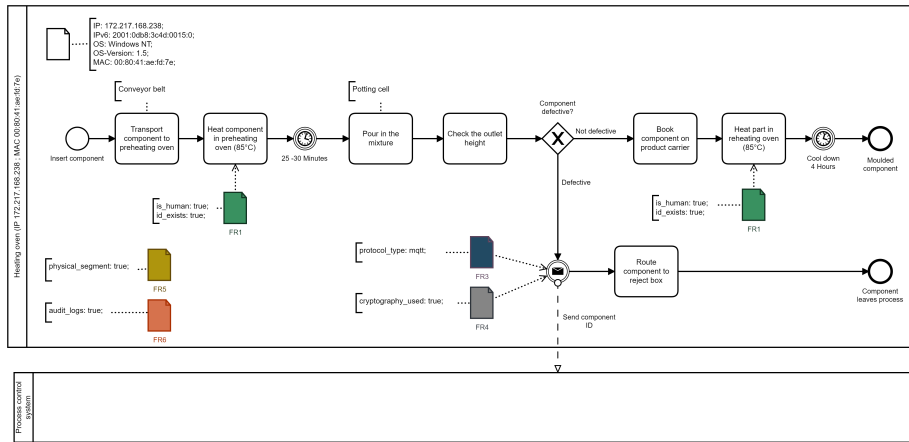 Heating oven (IP 172.217.168.238 ; MAC 00:80:41:ae:fd:7e)
IP: 172.217.168.238;
IPv6: 2001:0db8:3c4d:0015:0;
OS: Windows NT;
OS-Version: 1.5;
MAC: 00:80:41:ae:fd:7e;
Conveyor belt
Potting cell
Insert component
Transport
component to
preheating oven
Heat component
in preheating
oven (85°C)
25 -30 Minutes
Pour in the
mixture
Check the outlet
height
Component
defective?
Not defective
Defective
Book
component on
product carrier
Heat part in
reheating oven
(85°C)
Cool down
4 Hours
Moulded
component
is_human: true;
id_exists: true;
FR1
is_human: true;
id_exists: true;
FR1
physical_segment: true;
FR5
audit_logs: true;
FR6
protocol_type: mqtt;
FR3
cryptography_used: true;
FR4
Route
component to
reject box
Component
leaves process
Send component
ID
Process control
system